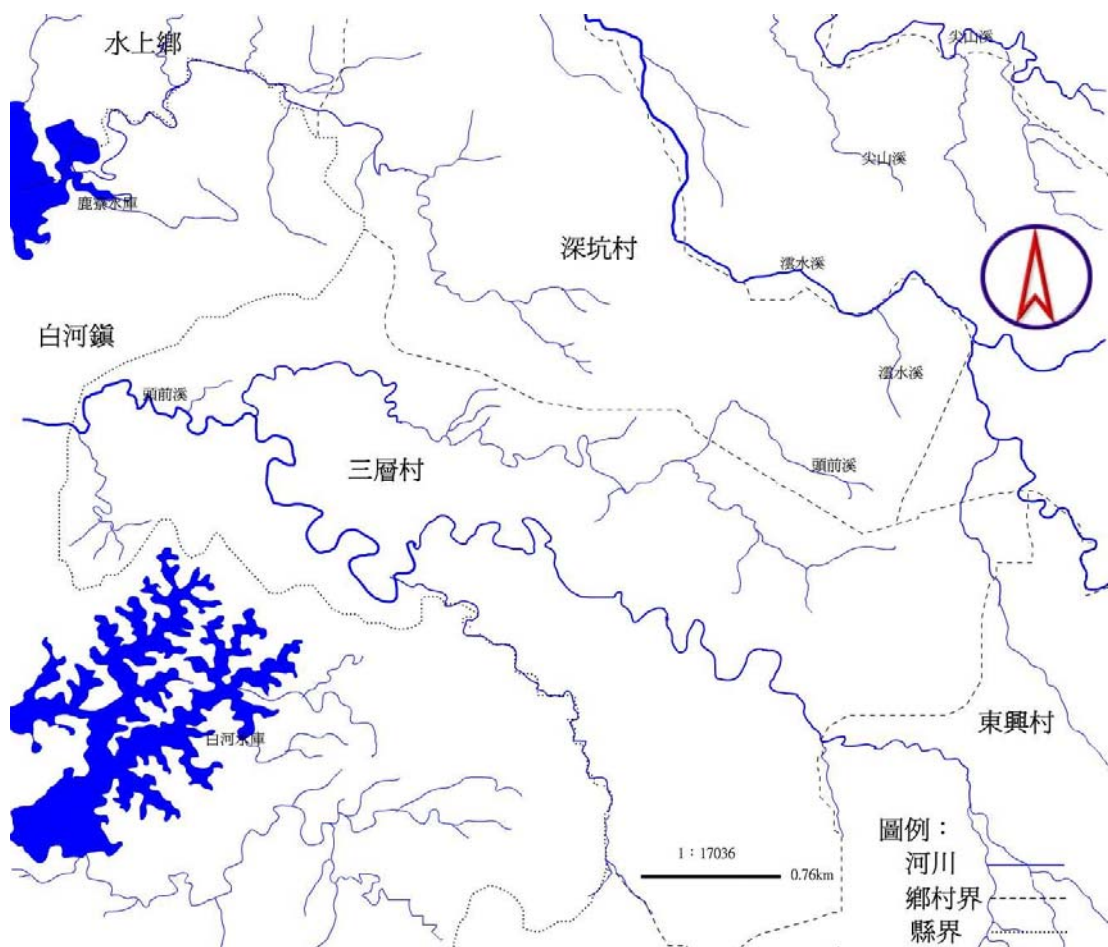 水上鄉
尖山溪
尖山溪
鹿寮水庫
深坑村
澐水溪
白河鎮
澐水溪
頭前溪
三層村
頭前溪
東興村
白河水庫
圖例：
河川
1：17036
0.76km
鄉村界
縣界